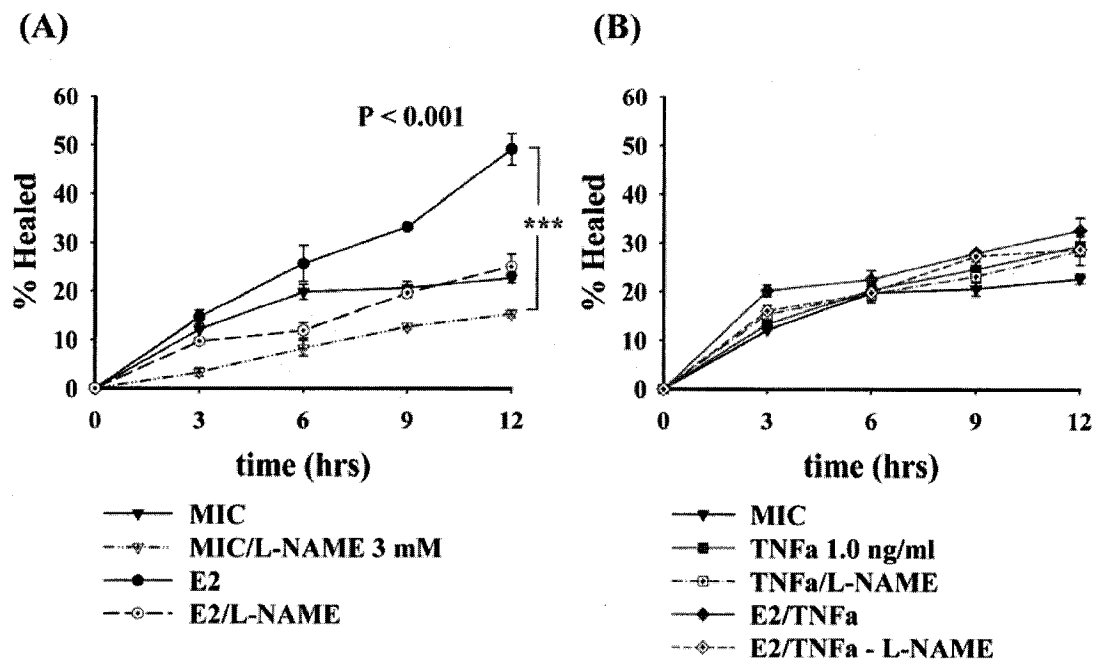 (A)
60
50
40
30
20
10
0
% Healed
P < 0.001
***
0 3 6 9 12
time (hrs)
MIC
MIC/L-NAME 3 mM
E2
E2/L-NAME
(B)
60
50
40
30
20
10
0
% Healed
0 3 6 9 12
time (hrs)
MIC
TNFa 1.0 ng/ml
TNFa/L-NAME
E2/TNFa
E2/TNFa - L-NAME